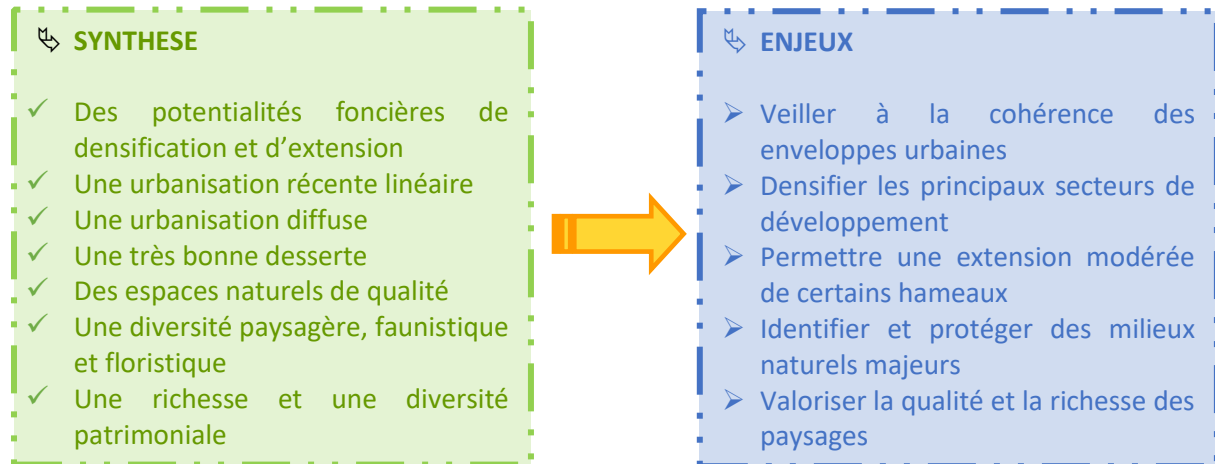 SYNTHESE
Des potentialités foncières de
densification et d’extension
Une urbanisation récente linéaire
Une urbanisation diffuse
Une très bonne desserte
Des espaces naturels de qualité
Une diversité paysagère, faunistique
et floristique
Une richesse et une diversité
patrimoniale
ENJEUX
Veiller à la cohérence des
enveloppes urbaines
Densifier les principaux secteurs de
développement
Permettre une extension modérée
de certains hameaux
Identifier et protéger des milieux
naturels majeurs
Valoriser la qualité et la richesse des
paysages